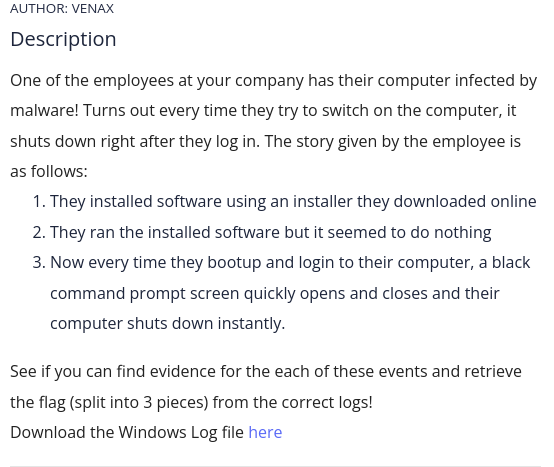 AUTHOR: VENAX
Description
One of the employees at your company has their computer infected by
malware! Turns out every time they try to switch on the computer, it
shuts down right after they log in. The story given by the employee is
as follows:
1. They installed software using an installer they downloaded online
2. They ran the installed software but it seemed to do nothing
3. Now every time they bootup and login to their computer, a black
command prompt screen quickly opens and closes and their
computer shuts down instantly.
See if you can find evidence for the each of these events and retrieve
the flag (split into 3 pieces) from the correct logs!
Download the Windows Log file here